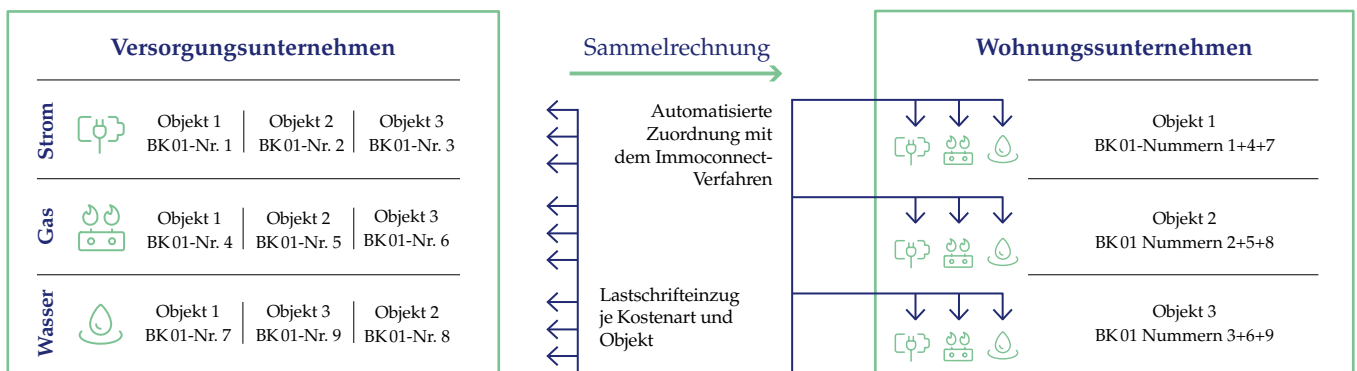 Versorgungsunternehmen
Strom
Objekt 1
BK01-Nr. 1
Objekt 2
BK01-Nr. 2
Objekt 3
BK01-Nr. 3
Gas
Objekt 1
BK01-Nr. 4
Objekt 2
BK01-Nr. 5
Objekt 3
BK01-Nr. 6
Wasser
Objekt 1
BK01-Nr. 7
Objekt 3
BK01-Nr. 9
Objekt 2
BK01-Nr. 8
Sammelrechnung
Automatisierte
Zuordnung mit
dem Immoconnect-
Verfahren
Lastschrifteinzug
je Kostenart und
Objekt
Wohnungssunternehmen
Objekt 1
BK01-Nummern 1+4+7
Objekt 2
BK01 Nummern 2+5+8
Objekt 3
BK01 Nummern 3+6+9